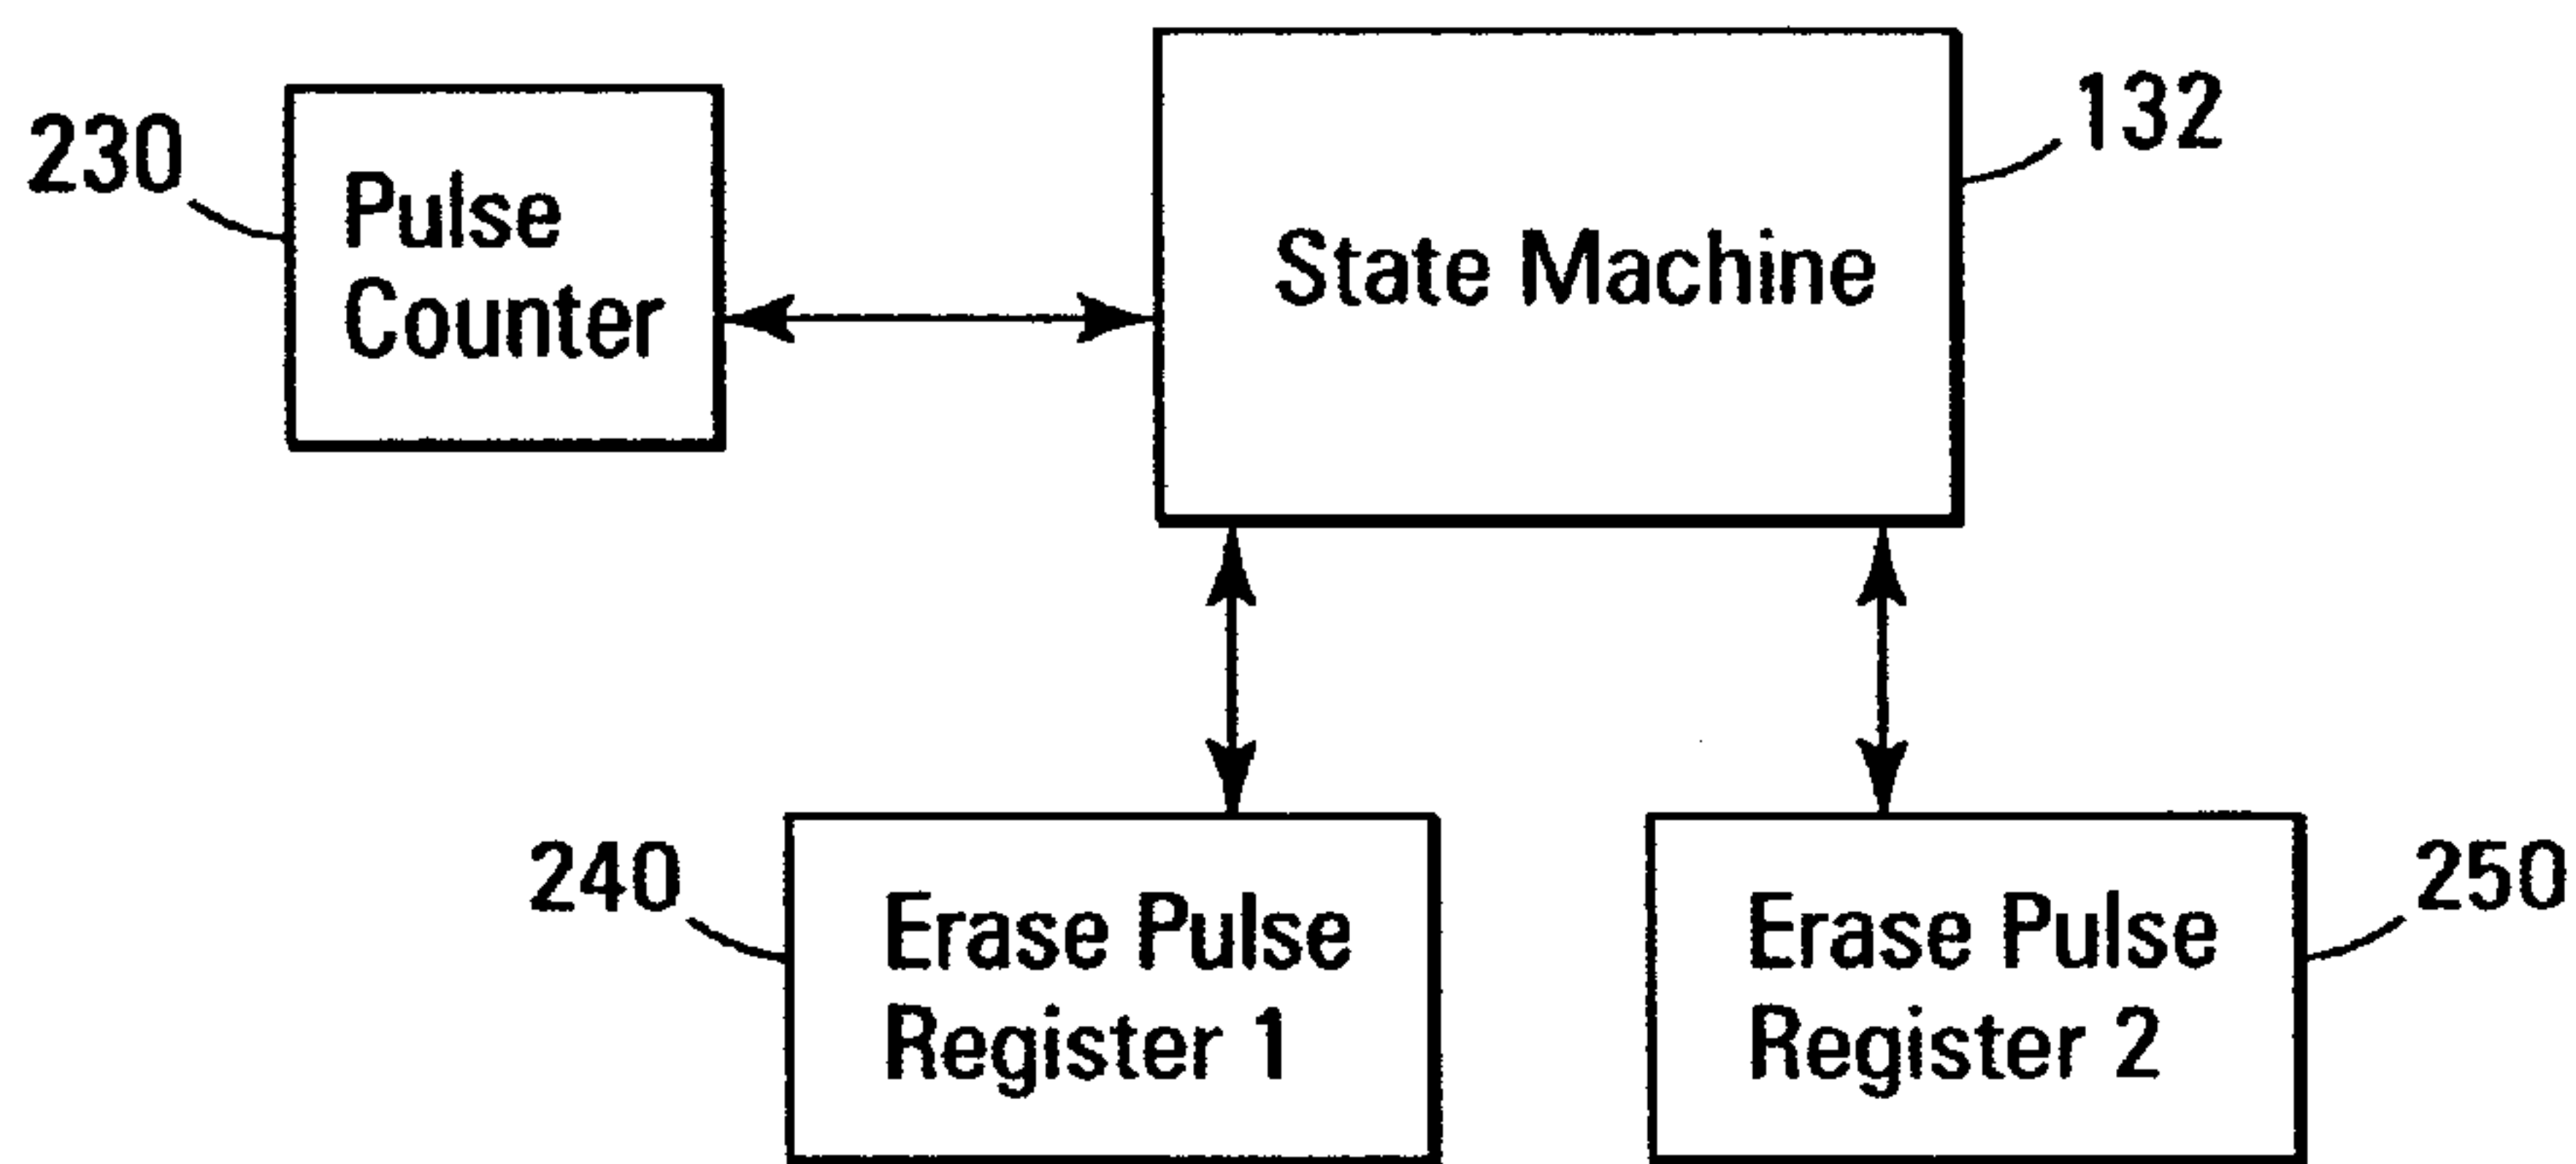 132
230
Pulse
Counter
State Machine
240
Erase Pulse
Register 1
250
Erase Pulse
Register 2